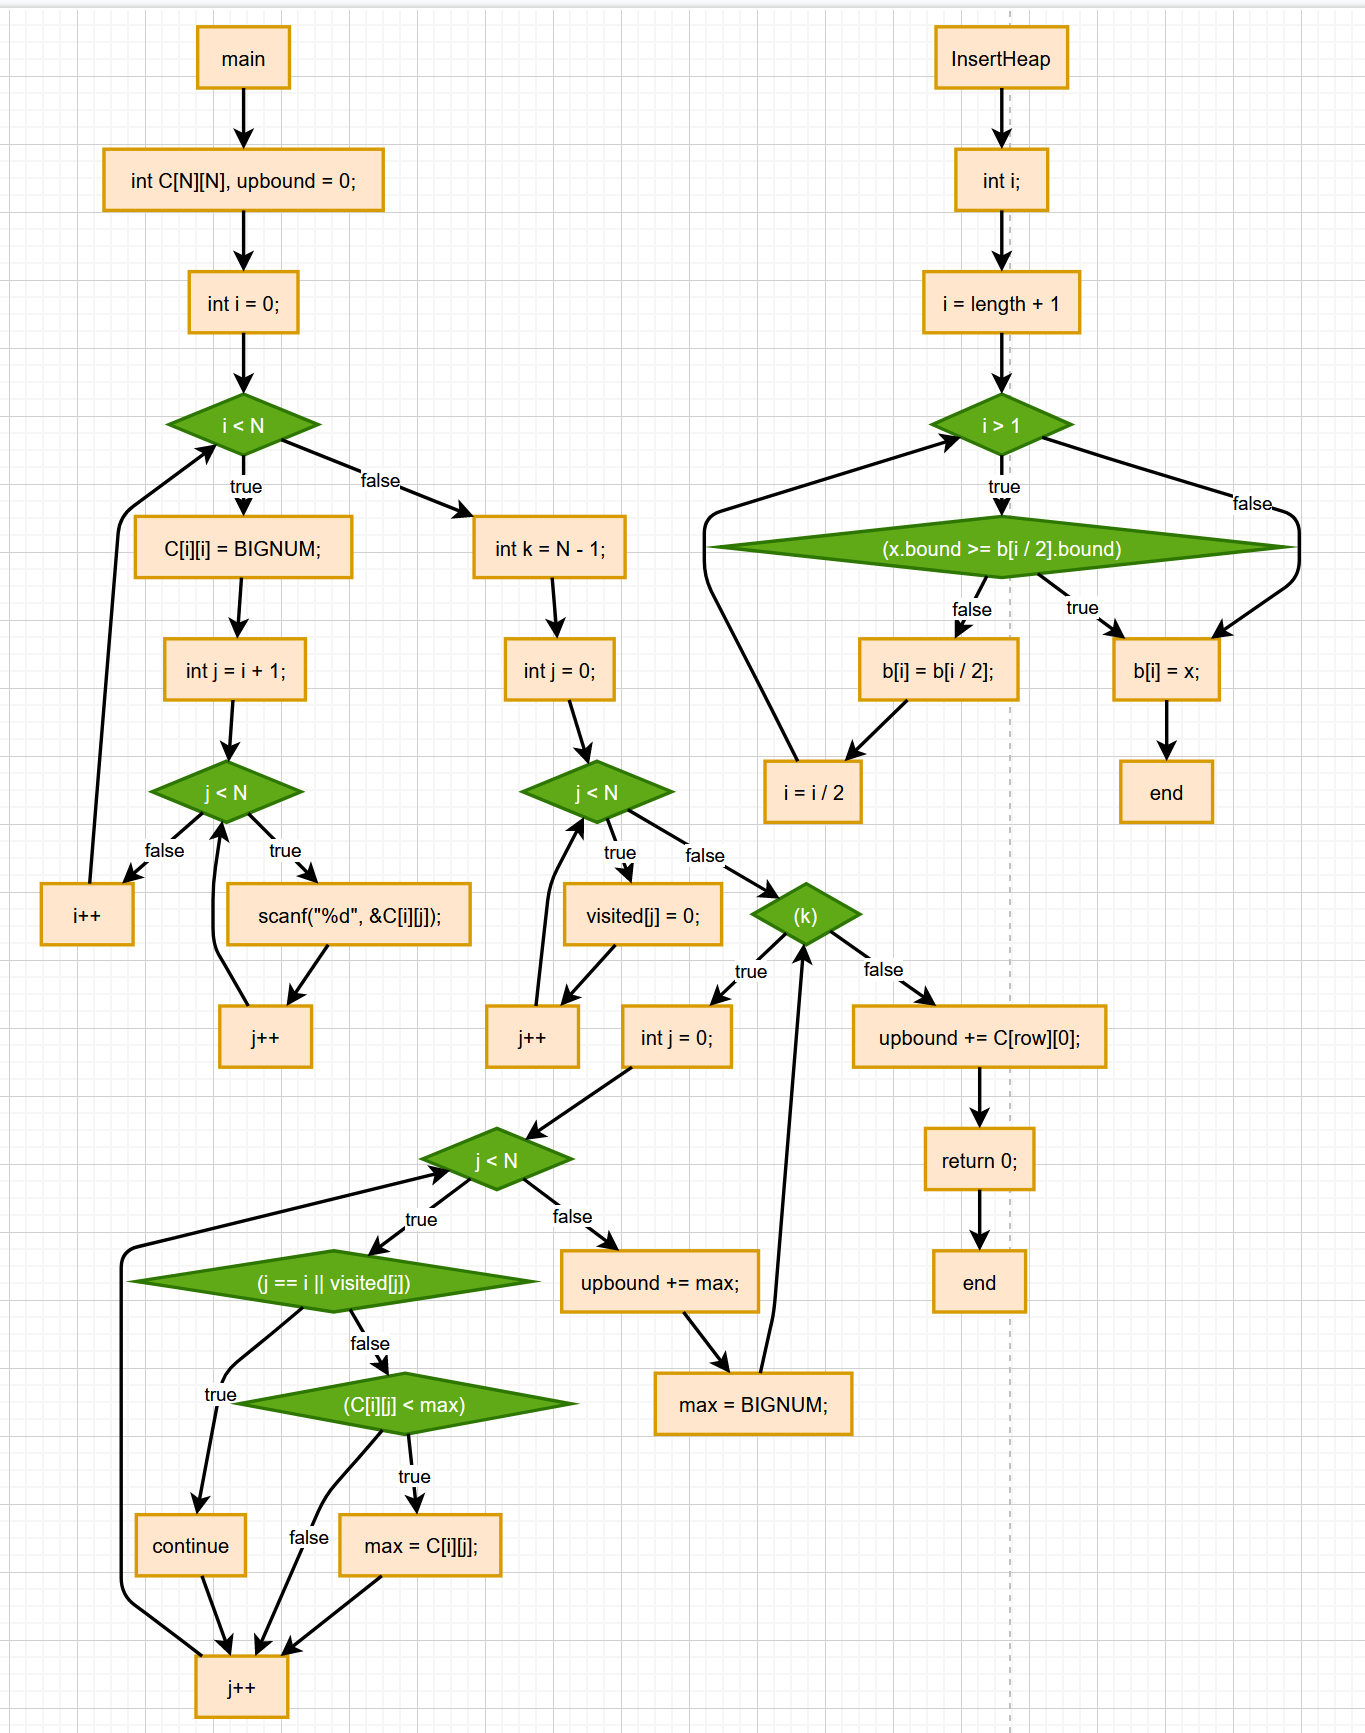 main
int C[N][N], upbound = 0;
int i = 0;
i < N
true
false
C[i][i] = BIGNUM;
int k = N - 1;
int j = i + 1;
int j = 0;
j < N
false
true
i++
scanf("%d", &C[i][j]);
j++
j < N
true
false
visited[j] = 0;
j++
(k)
true
false
int j = 0;
upbound += C[row][0];
return 0;
end
j < N
true
false
(j == i || visited[j])
upbound += max;
max = BIGNUM;
true
false
(C[i][j] < max)
false
true
continue
max = C[i][j];
j++
InsertHeap
int i;
i = length + 1
i > 1
true
false
(x.bound >= b[i / 2].bound)
false
true
b[i] = b[i / 2];
b[i] = x;
i = i / 2
end